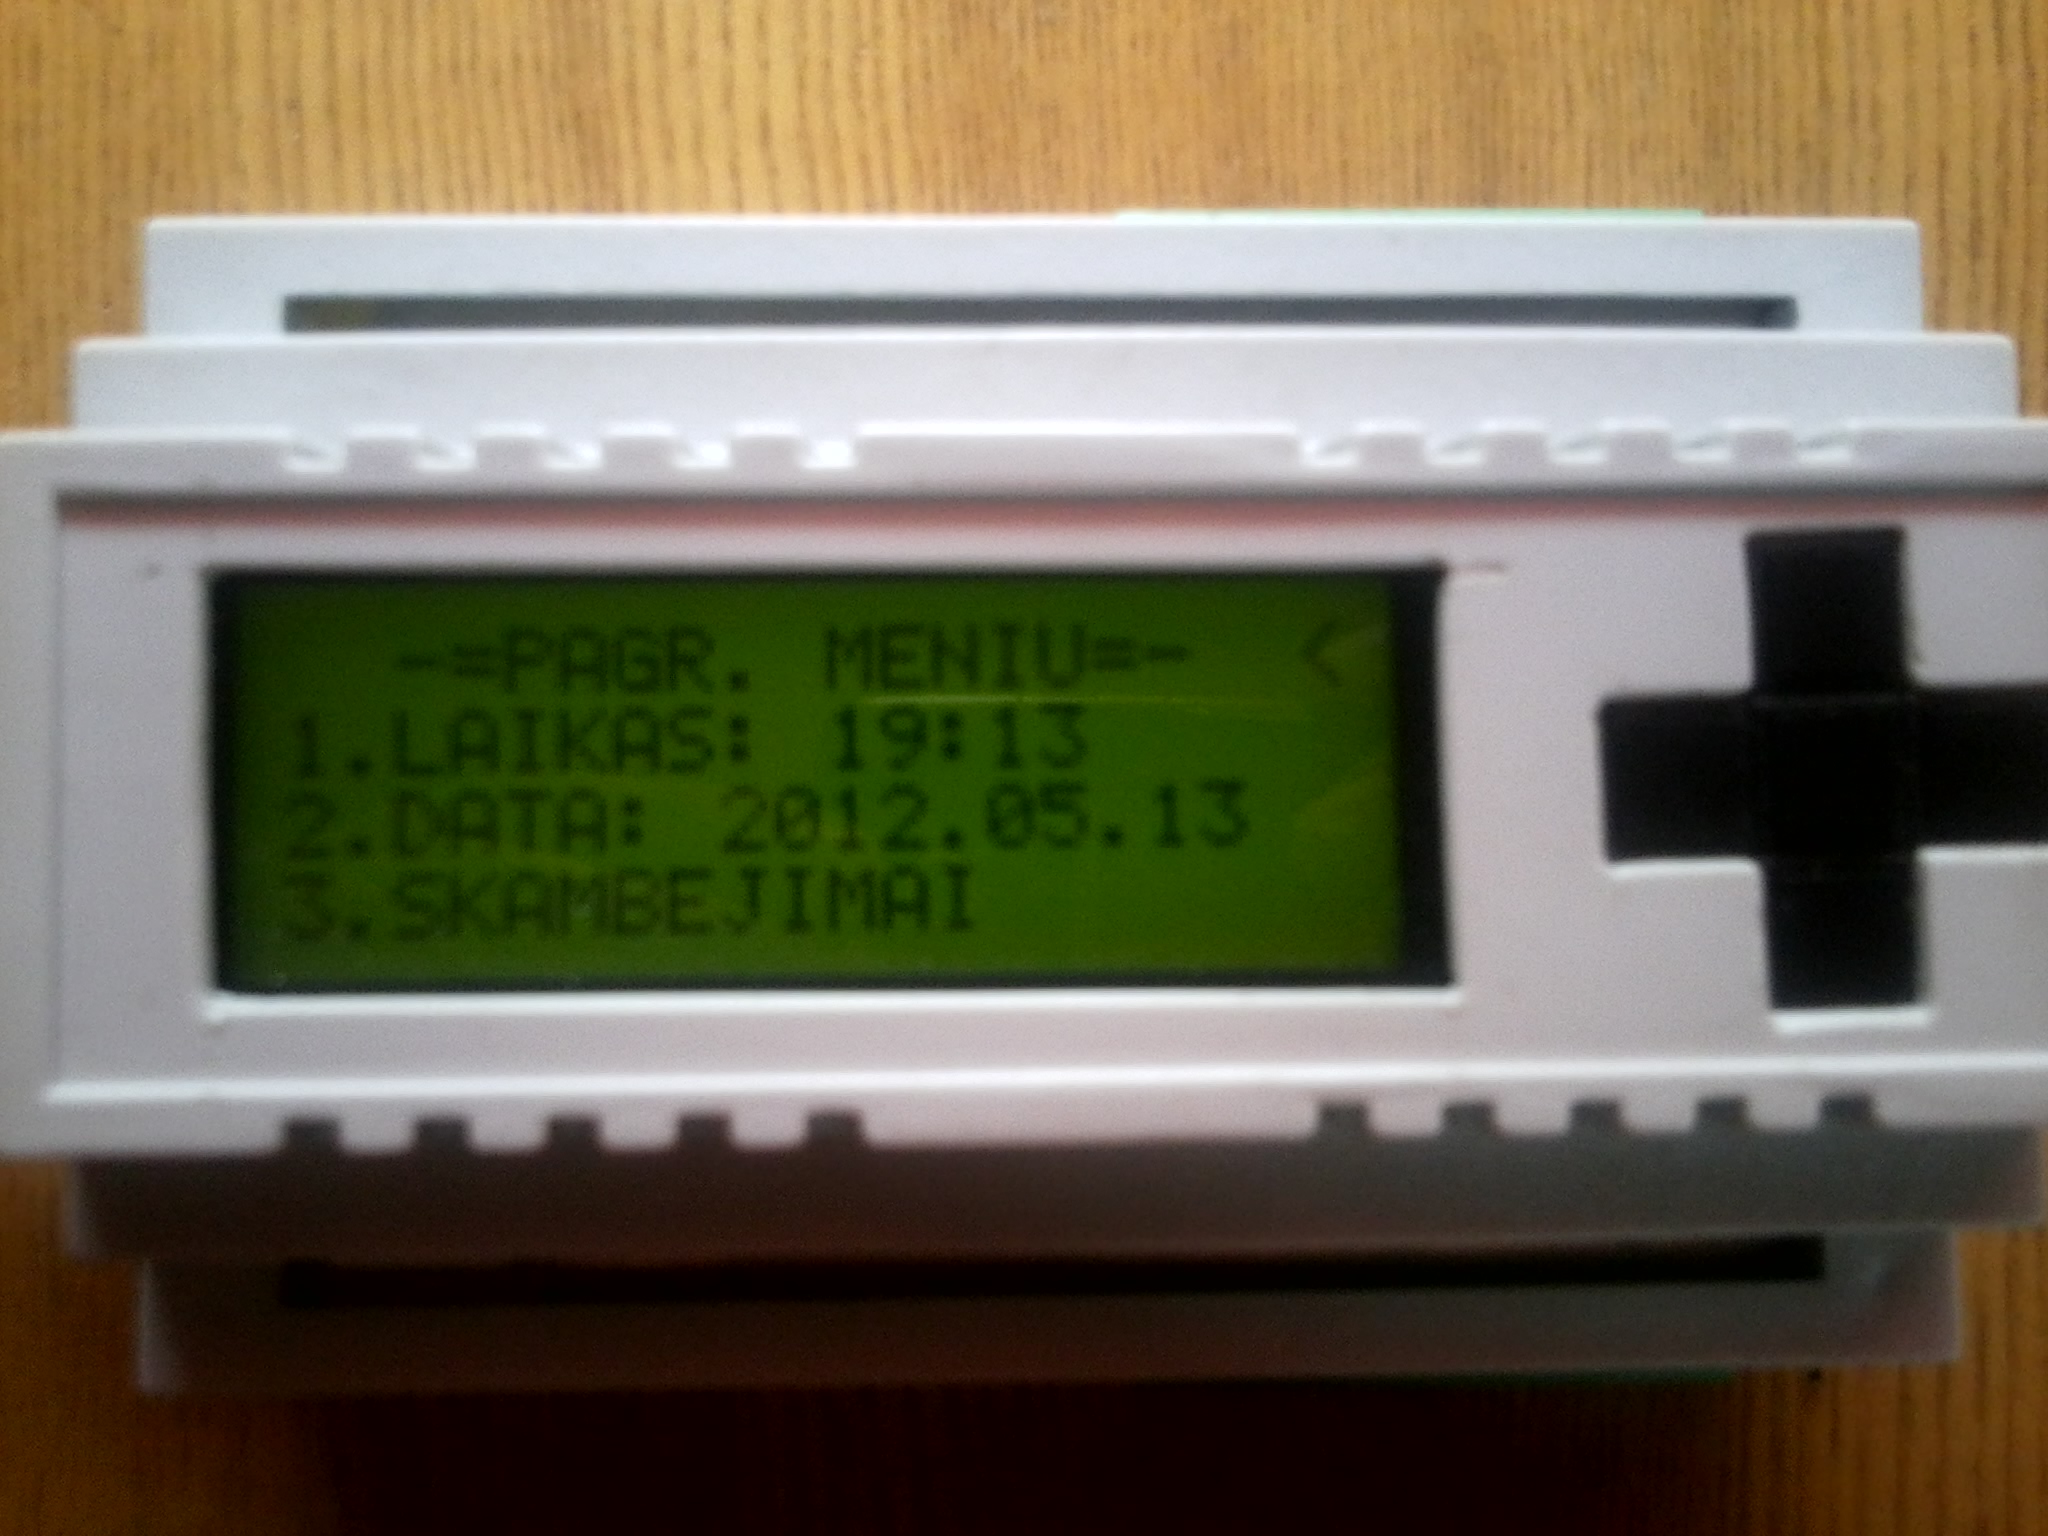 -=PAGR. MENIU=- <
1.LAIKAS: 19:13
2.DATA: 2012.05.13
3.SKAMBEJIMAI